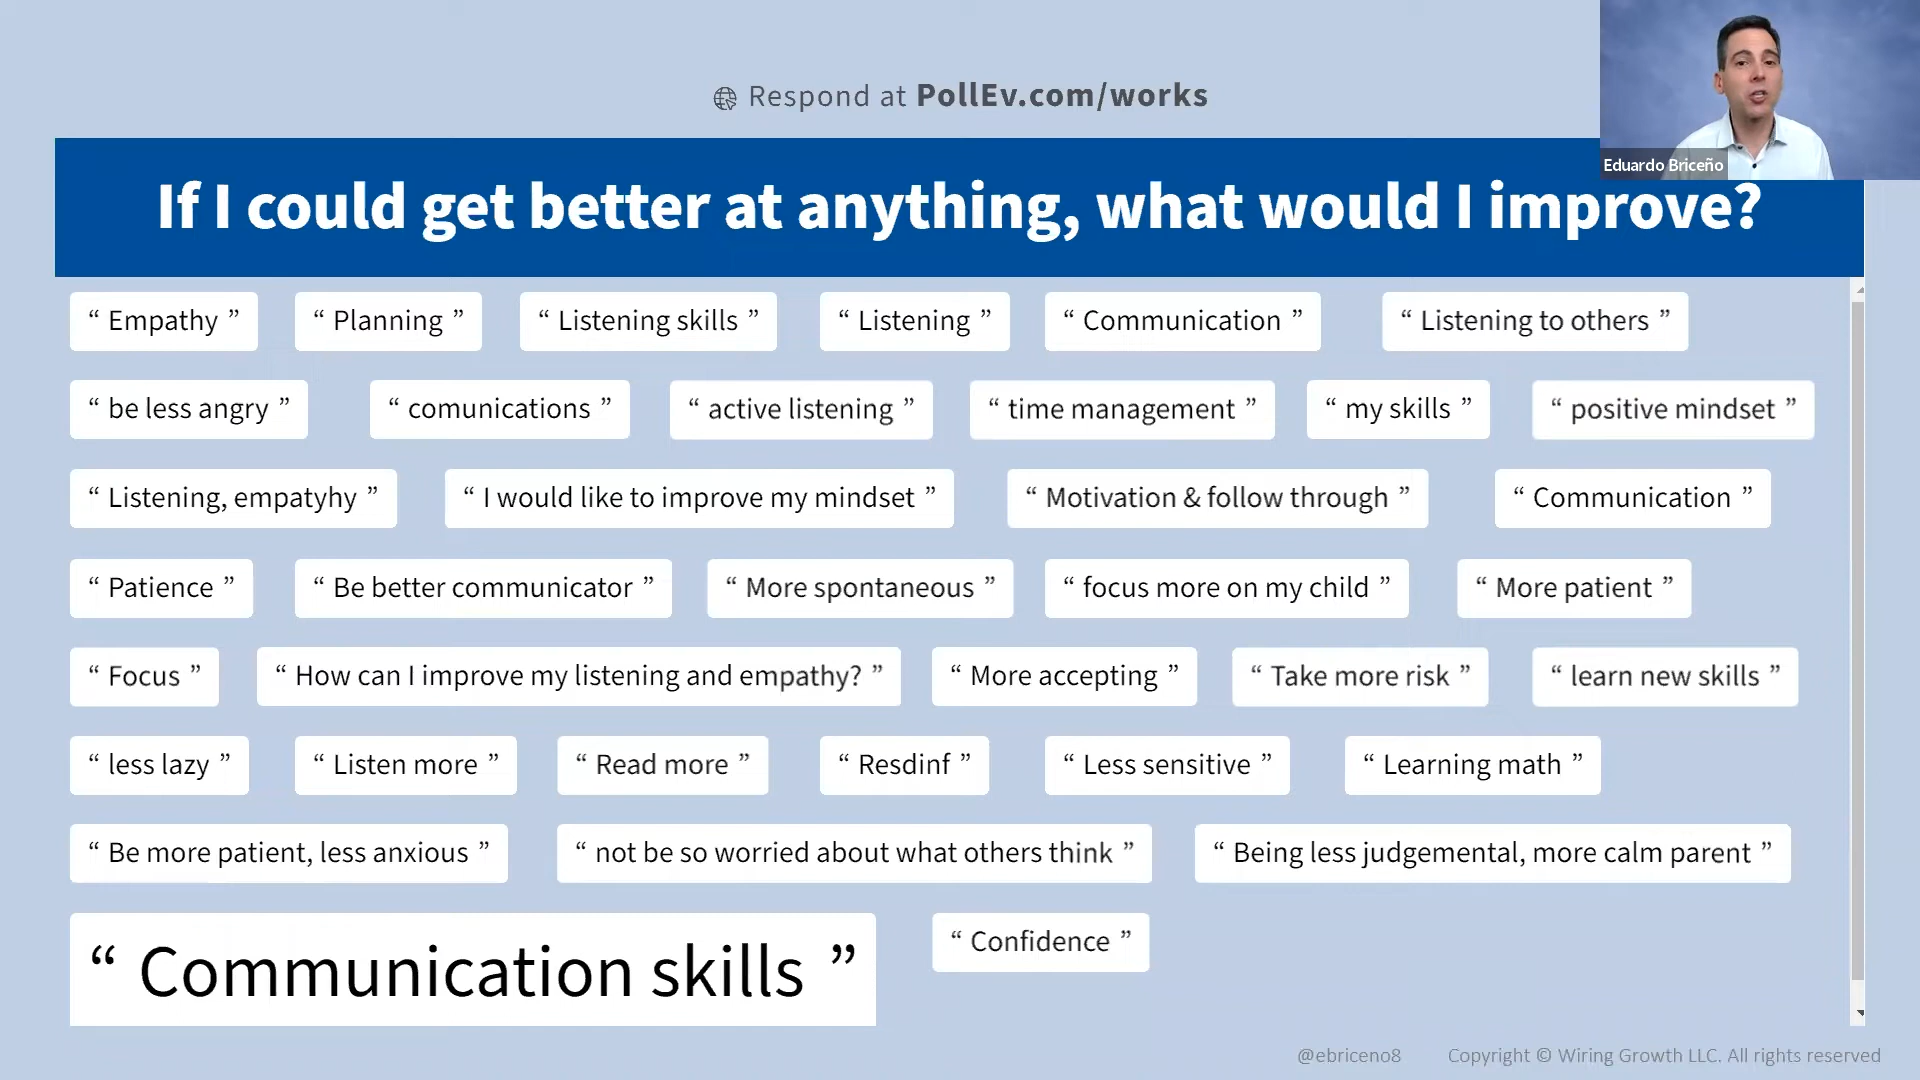 Respond at PollEv.com/works
Eduardo Briceño
If I could get better at anything, what would I improve?
“ Empathy ” “ Planning ” “ Listening skills ” “ Listening ” “ Communication ” “ Listening to others ”
“ be less angry ” “ comunications ” “ active listening ” “ time management ” “ my skills ” “ positive mindset ”
“ Listening, empatyhy ” “ I would like to improve my mindset ” “ Motivation & follow through ” “ Communication ”
“ Patience ” “ Be better communicator ” “ More spontaneous ” “ focus more on my child ” “ More patient ”
“ Focus ” “ How can I improve my listening and empathy? ” “ More accepting ” “ Take more risk ” “ learn new skills ”
“ less lazy ” “ Listen more ” “ Read more ” “ Resdinf ” “ Less sensitive ” “ Learning math ”
“ Be more patient, less anxious ” “ not be so worried about what others think ” “ Being less judgemental, more calm parent ”
“ Communication skills ” “ Confidence ”
@ebriceno8 Copyright © Wiring Growth LLC. All rights reserved